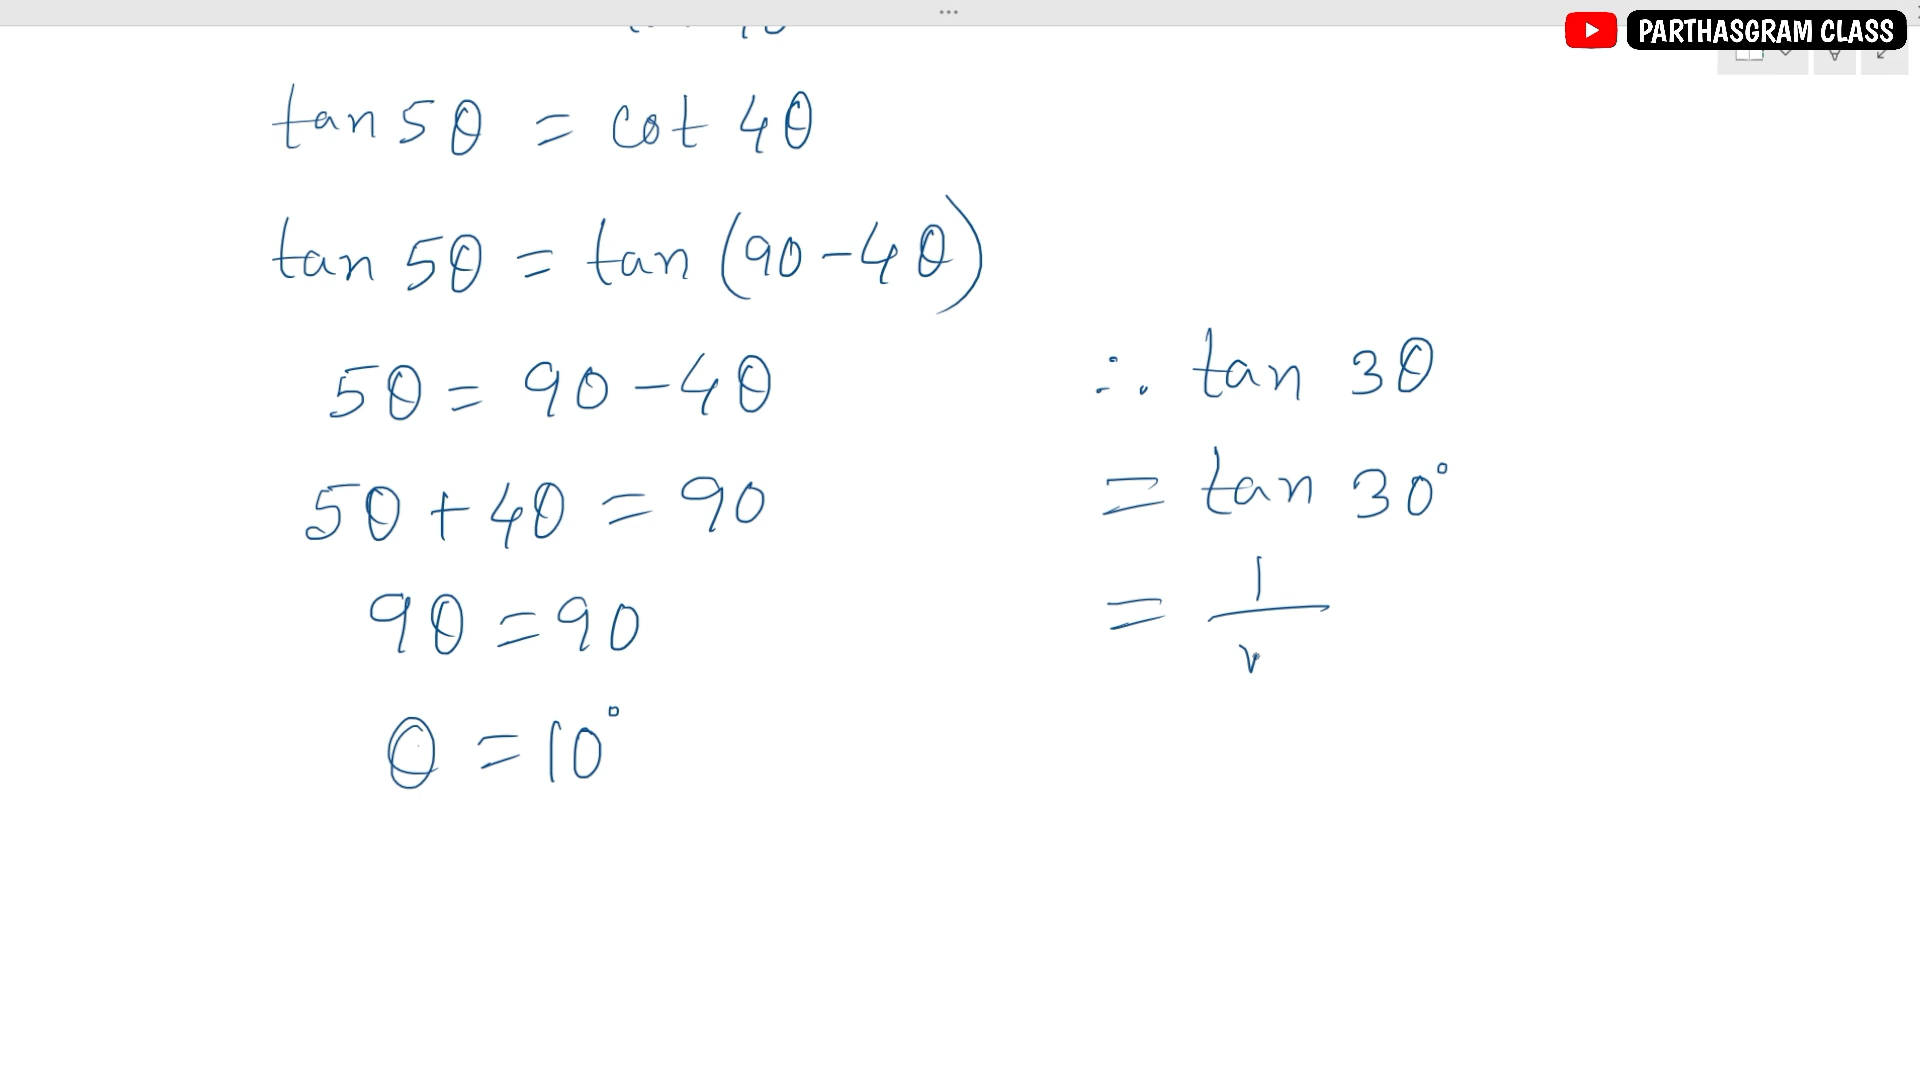 PARTHASGRAM CLASS
tan 5θ = cot 4θ
tan 5θ = tan (90 - 4θ)
5θ = 90 - 4θ
5θ + 4θ = 90
9θ = 90
θ = 10°
∴ tan 3θ
= tan 30°
= 1/